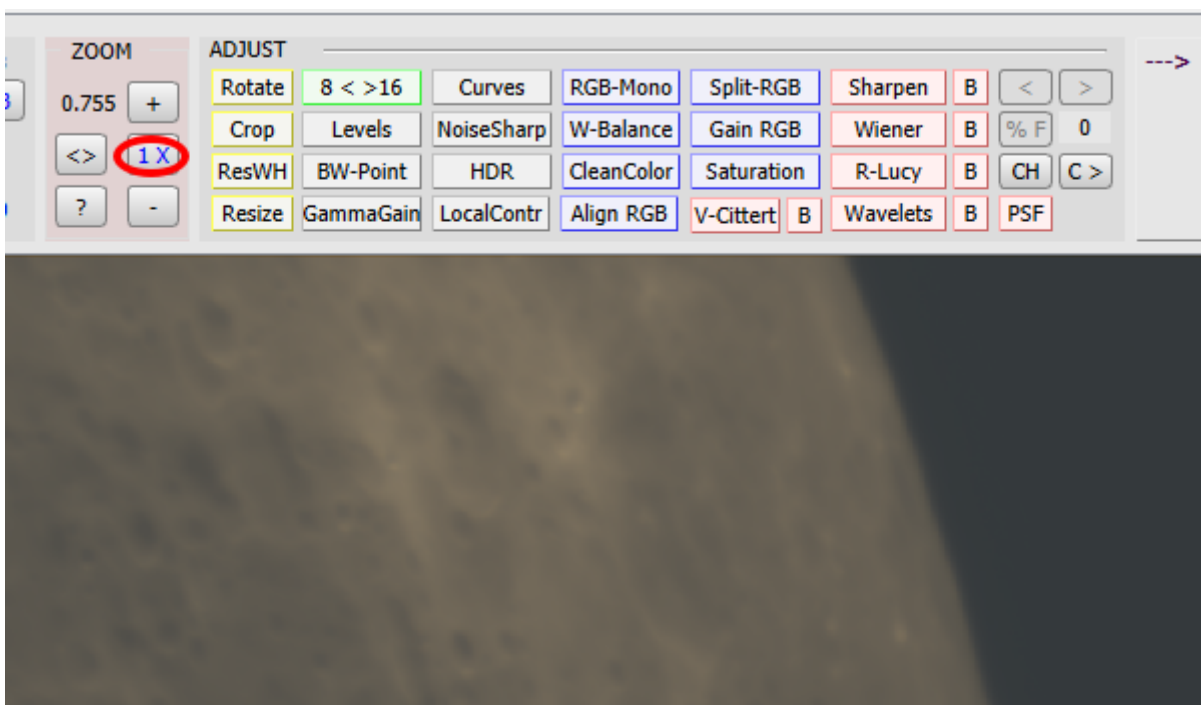 ZOOM ADJUST
--->
0.755 + Rotate 8 < >16 Curves RGB-Mono Split-RGB Sharpen B < >
<> 1 X Crop Levels NoiseSharp W-Balance Gain RGB Wiener B % F 0
ResWH BW-Point HDR CleanColor Saturation R-Lucy B CH C >
? - Resize GammaGain LocalContr Align RGB V-Cittert B Wavelets B PSF